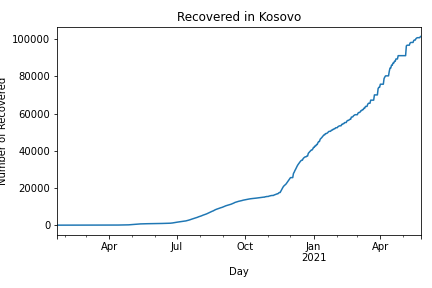 Recovered in Kosovo
100000
80000
60000
40000
20000
0
Number of Recovered
Apr
Jul
Oct
Jan
2021
Apr
Day